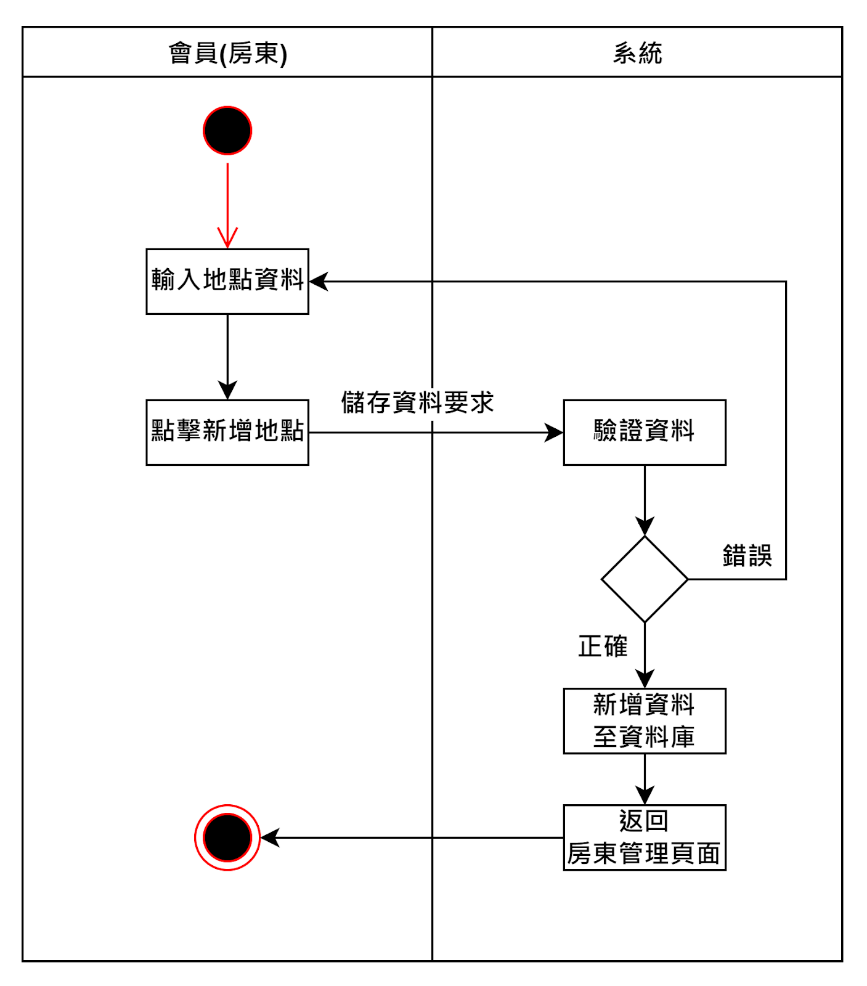 會員(房東)
系統
輸入地點資料
點擊新增地點
儲存資料要求
驗證資料
錯誤
正確
新增資料
至資料庫
返回
房東管理頁面